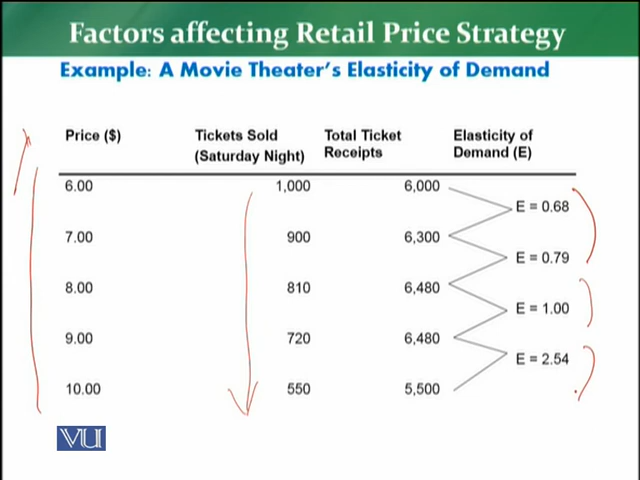 Factors affecting Retail Price Strategy
Example: A Movie Theater's Elasticity of Demand
Price ($) Tickets Sold (Saturday Night) Total Ticket Receipts Elasticity of Demand (E)
6.00 1,000 6,000
E = 0.68
7.00 900 6,300
E = 0.79
8.00 810 6,480
E = 1.00
9.00 720 6,480
E = 2.54
10.00 550 5,500
VU